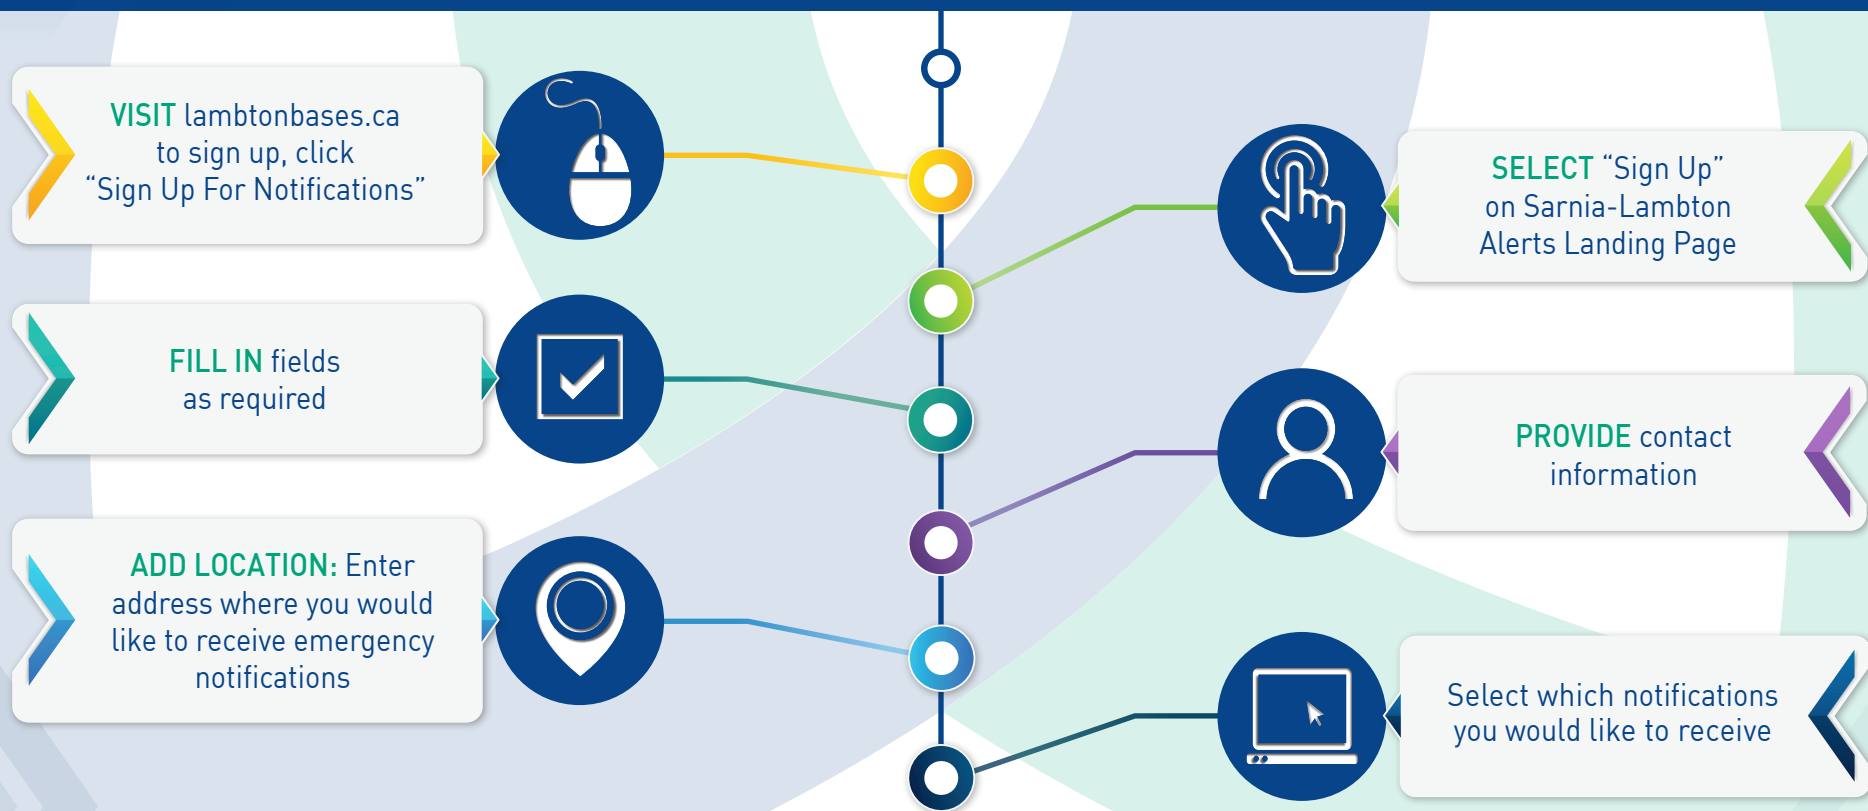 VISIT lambtonbases.ca
to sign up, click
“Sign Up For Notifications”
SELECT “Sign Up”
on Sarnia-Lambton
Alerts Landing Page
FILL IN fields
as required
PROVIDE contact
information
ADD LOCATION: Enter
address where you would
like to receive emergency
notifications
Select which notifications
you would like to receive